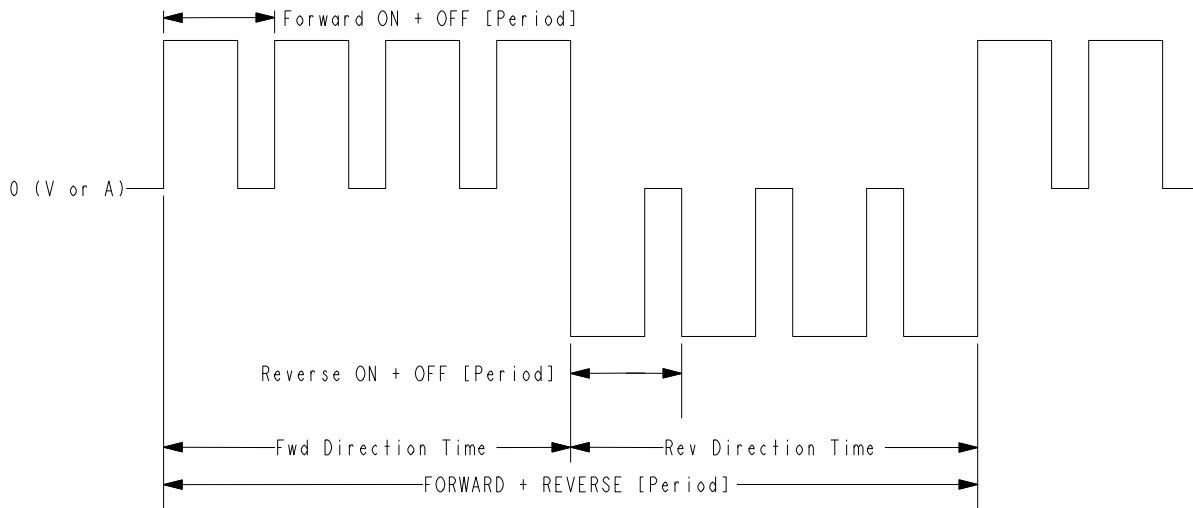 Forward ON + OFF [Period]
0 (V or A)
Reverse ON + OFF [Period]
Fwd Direction Time
Rev Direction Time
FORWARD + REVERSE [Period]